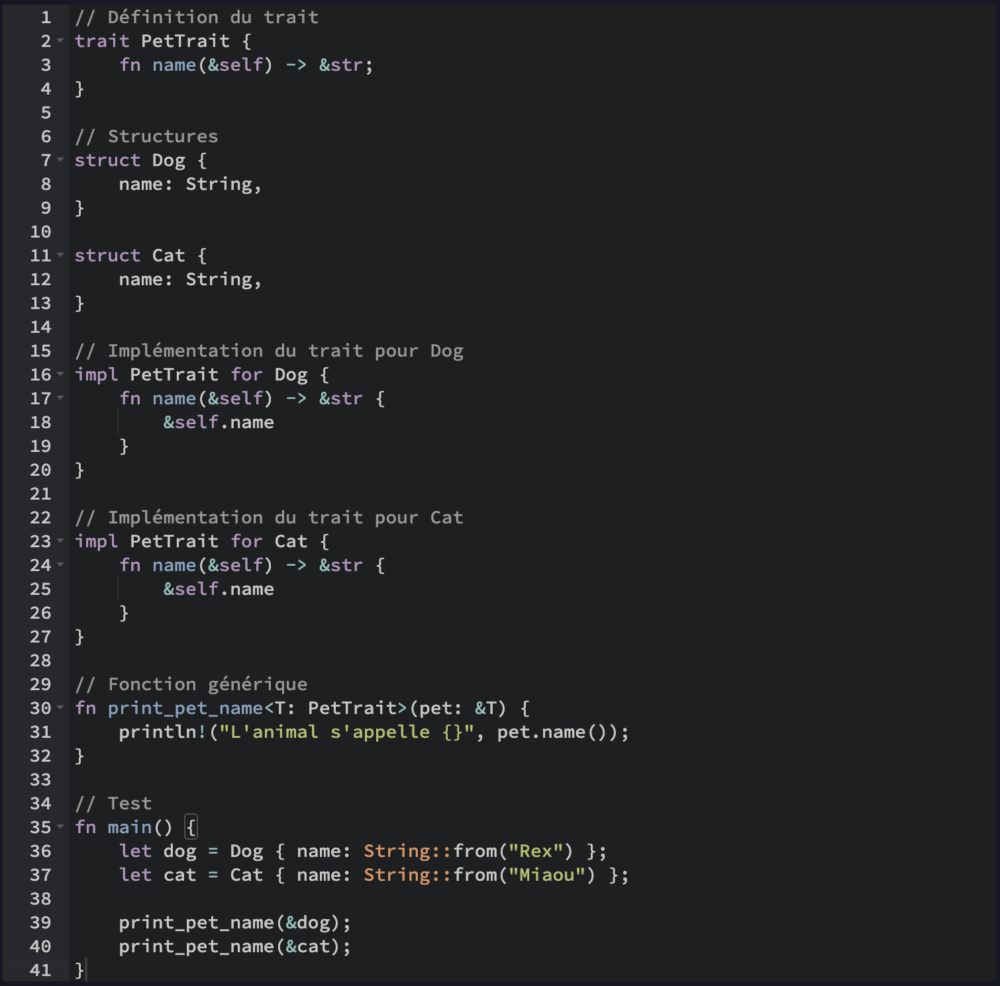 1 // Définition du trait
2 trait PetTrait {
3     fn name(&self) -> &str;
4 }
5
6 // Structures
7 struct Dog {
8     name: String,
9 }
10
11 struct Cat {
12     name: String,
13 }
14
15 // Implémentation du trait pour Dog
16 impl PetTrait for Dog {
17     fn name(&self) -> &str {
18         &self.name
19     }
20 }
21
22 // Implémentation du trait pour Cat
23 impl PetTrait for Cat {
24     fn name(&self) -> &str {
25         &self.name
26     }
27 }
28
29 // Fonction générique
30 fn print_pet_name<T: PetTrait>(pet: &T) {
31     println!("L'animal s'appelle {}", pet.name());
32 }
33
34 // Test
35 fn main() {
36     let dog = Dog { name: String::from("Rex") };
37     let cat = Cat { name: String::from("Miaou") };
38
39     print_pet_name(&dog);
40     print_pet_name(&cat);
41 }